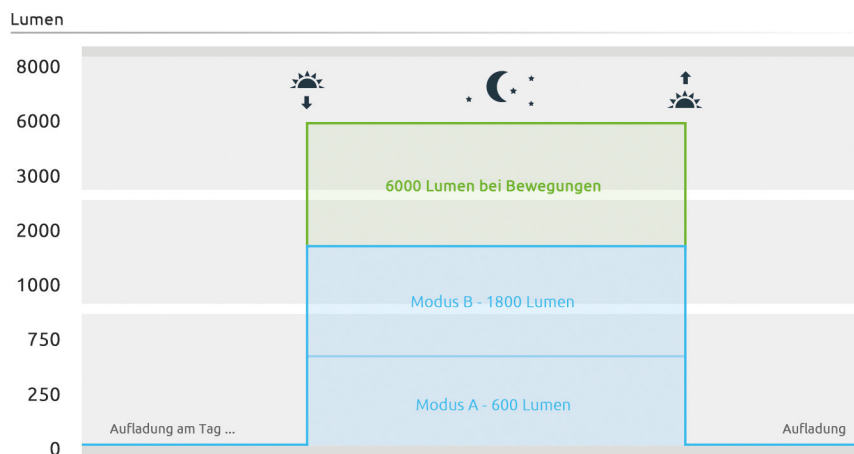 Lumen
8000
6000
3000
6000 Lumen bei Bewegungen
2000
1000
Modus B - 1800 Lumen
750
250
Modus A - 600 Lumen
Aufladung am Tag ...
Aufladung
0